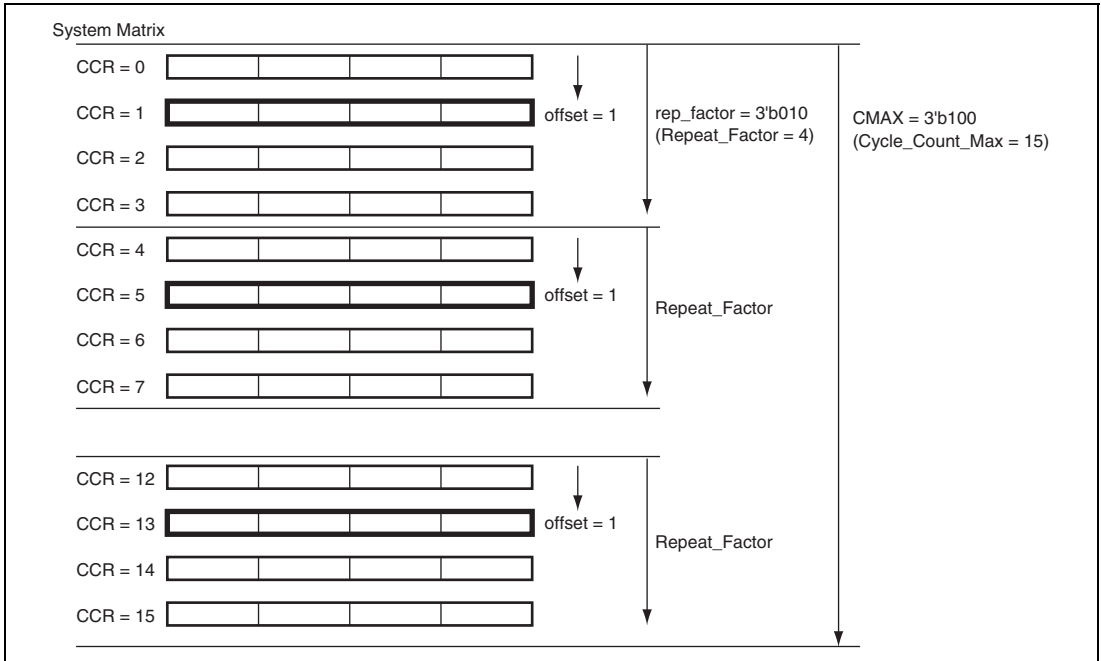 System Matrix
CCR = 0
CCR = 1
offset = 1
CCR = 2
CCR = 3
rep_factor = 3'b010
(Repeat_Factor = 4)
CMAX = 3'b100
(Cycle_Count_Max = 15)
CCR = 4
CCR = 5
offset = 1
CCR = 6
CCR = 7
Repeat_Factor
CCR = 12
CCR = 13
offset = 1
CCR = 14
CCR = 15
Repeat_Factor